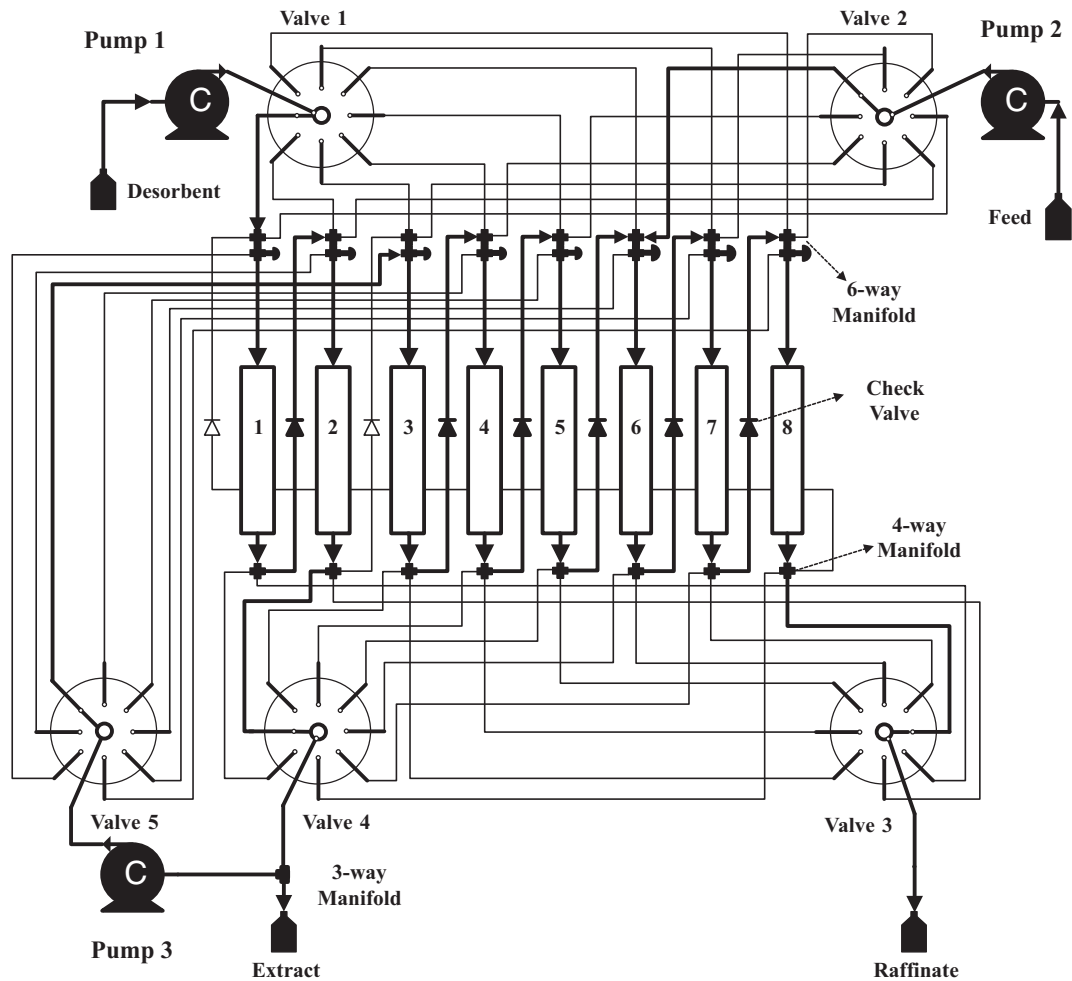 Valve 1
Valve 2
Pump 1
Pump 2
C
C
Desorbent
Feed
6-way
Manifold
Check
Valve
1
2
3
4
5
6
7
8
4-way
Manifold
Valve 5
Valve 4
Valve 3
C
3-way
Manifold
Pump 3
Extract
Raffinate